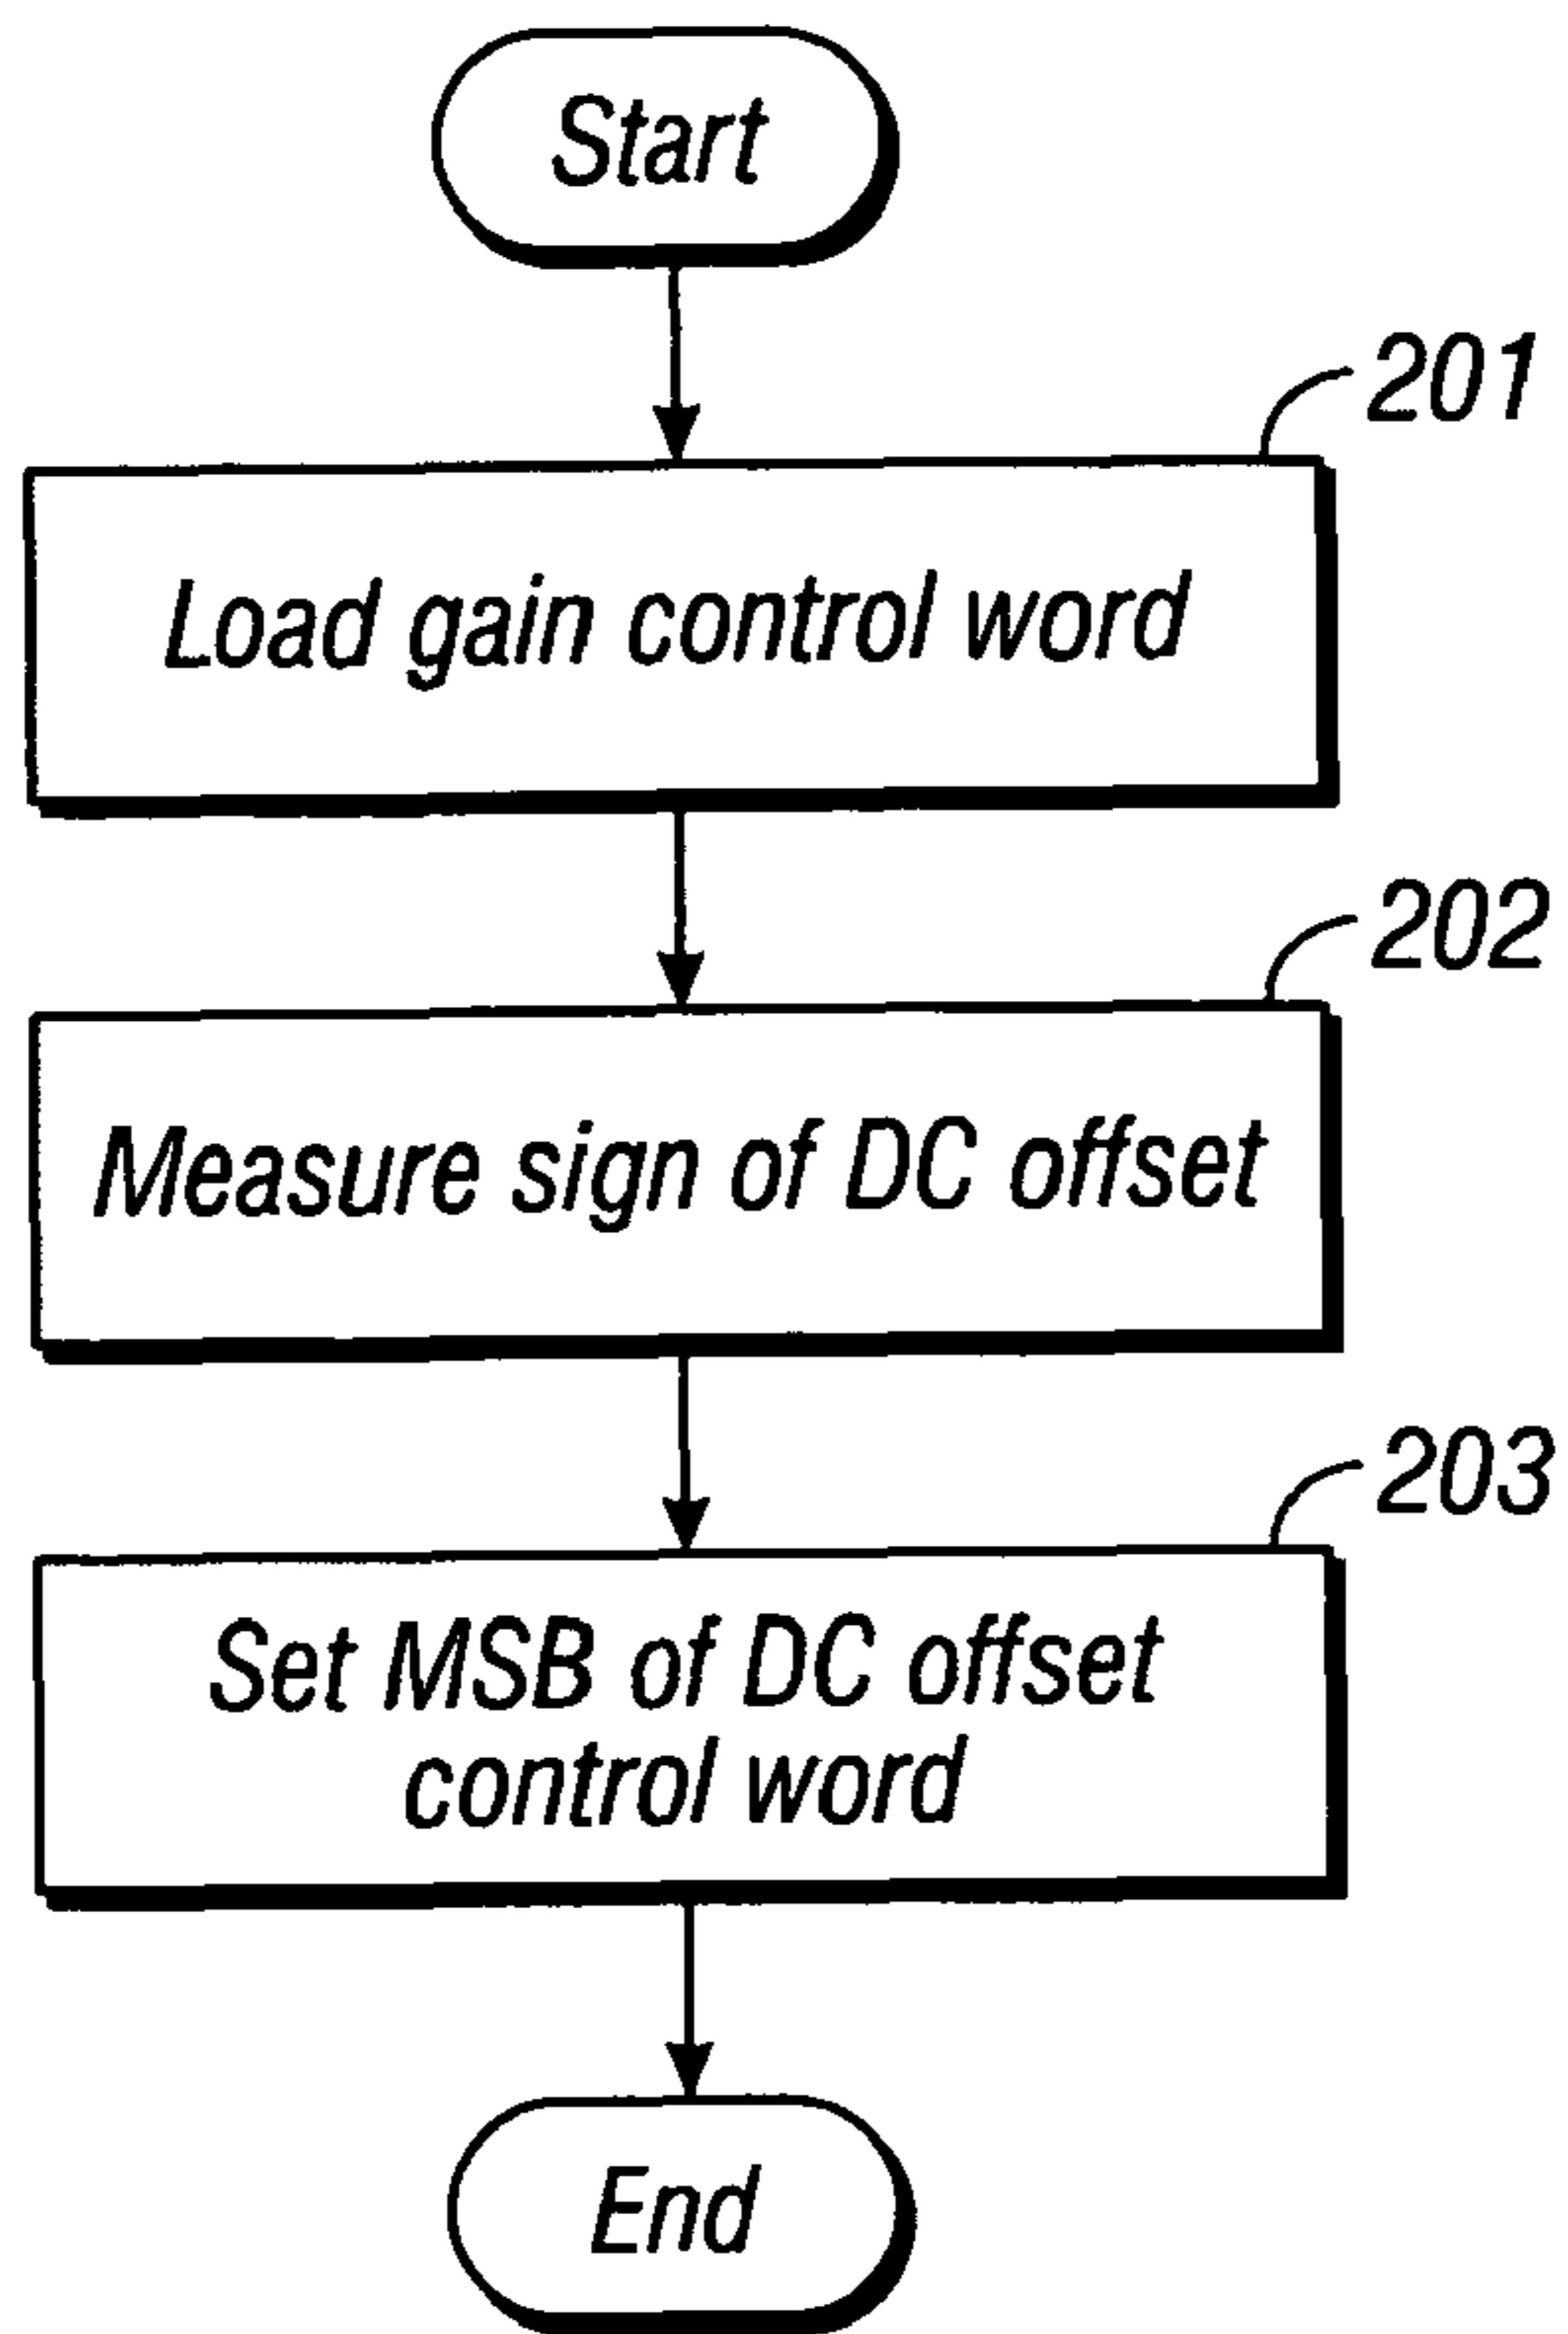 Start
201
Load gain control word
202
Measure sign of DC offset
203
Set MSB of DC offset
control word
End